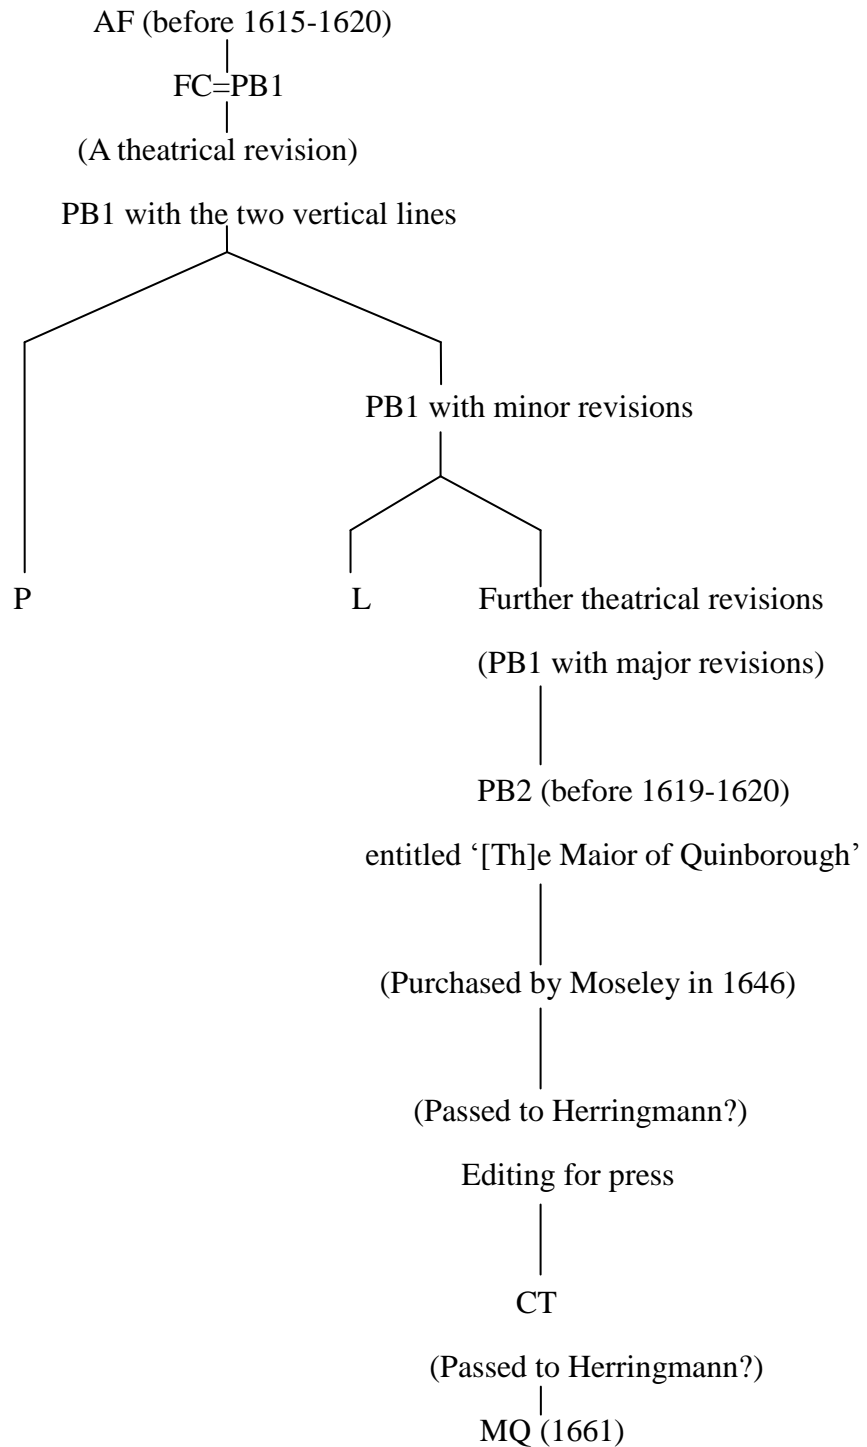 AF (before 1615-1620)
FC=PB1
(A theatrical revision)
PB1 with the two vertical lines
PB1 with minor revisions
P
L
Further theatrical revisions
(PB1 with major revisions)
PB2 (before 1619-1620)
entitled ‘[Th]e Maior of Quinborough’
(Purchased by Moseley in 1646)
(Passed to Herringmann?)
Editing for press
CT
(Passed to Herringmann?)
MQ (1661)